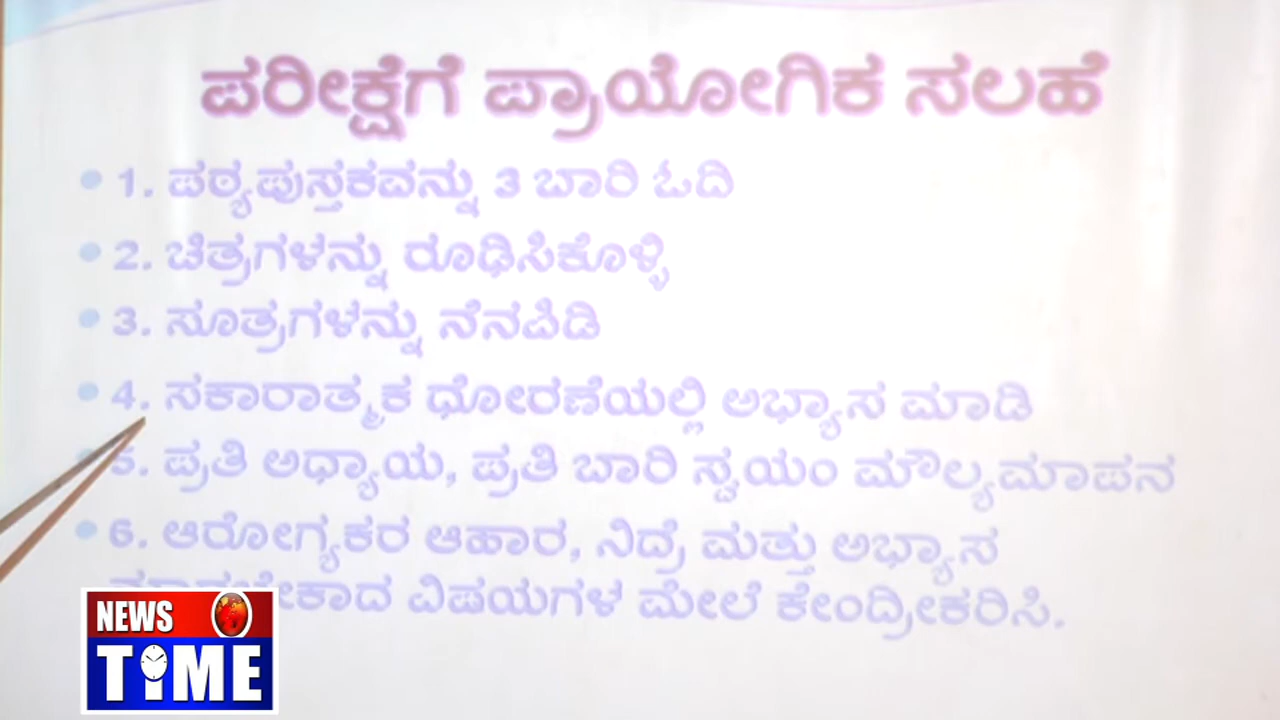 ಪರೀಕ್ಷೆಗೆ ಪ್ರಾಯೋಗಿಕ ಸಲಹೆ
1. ಪಠ್ಯಪುಸ್ತಕವನ್ನು 3 ಬಾರಿ ಓದಿ
2. ಚಿತ್ರಗಳನ್ನು ರೂಢಿಸಿಕೊಳ್ಳಿ
3. ಸೂತ್ರಗಳನ್ನು ನೆನಪಿಡಿ
4. ಸಕಾರಾತ್ಮಕ ಧೋರಣೆಯಲ್ಲಿ ಅಭ್ಯಾಸ ಮಾಡಿ
5. ಪ್ರತಿ ಅಧ್ಯಾಯ, ಪ್ರತಿ ಬಾರಿ ಸ್ವಯಂ ಮೌಲ್ಯಮಾಪನ
6. ಆರೋಗ್ಯಕರ ಆಹಾರ, ನಿದ್ರೆ ಮತ್ತು ಅಭ್ಯಾಸ
ವಿಷಯಗಳ ಮೇಲೆ ಕೇಂದ್ರೀಕರಿಸಿ.
NEWS
TIME